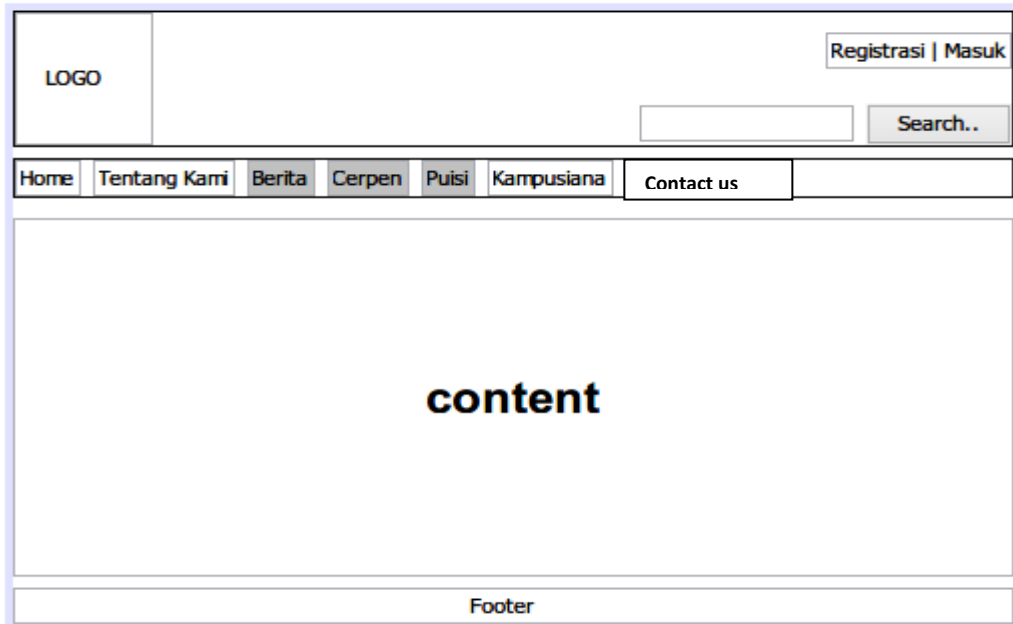 LOGO
Registrasi | Masuk
Search..
Home Tentang Kami Berita Cerpen Puisi Kampusiana Contact us
content
Footer